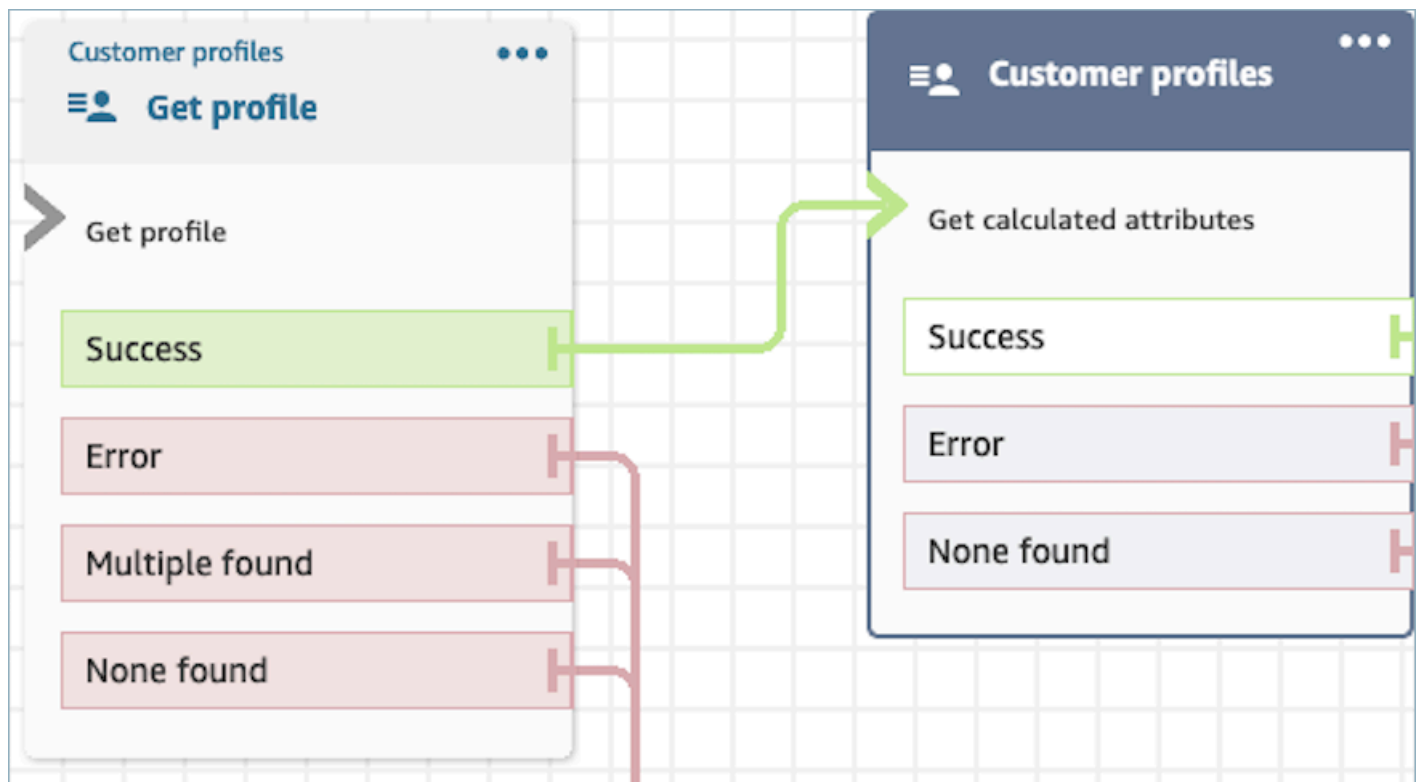 Customer profiles
Get profile
Get profile
Success
Error
Multiple found
None found
Customer profiles
Get calculated attributes
Success
Error
None found